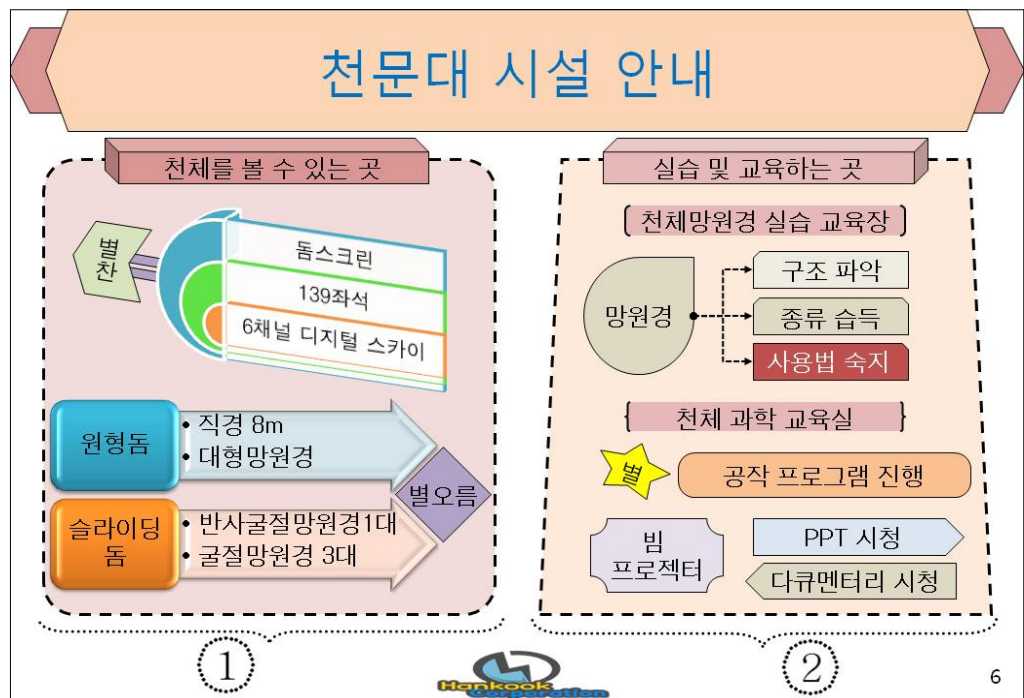 천문대 시설 안내
천체를 볼 수 있는 곳
별찬
돔스크린
139좌석
6채널 디지털 스카이
원형돔
• 직경 8m
• 대형망원경
슬라이딩
돔
• 반사굴절망원경1대
• 굴절망원경 3대
별오름
①
실습 및 교육하는 곳
천체망원경 실습 교육장
망원경
구조 파악
종류 습득
사용법 숙지
천체 과학 교육실
별
공작 프로그램 진행
빔
프로젝터
PPT 시청
다큐멘터리 시청
②
Hankook
Corporation
6